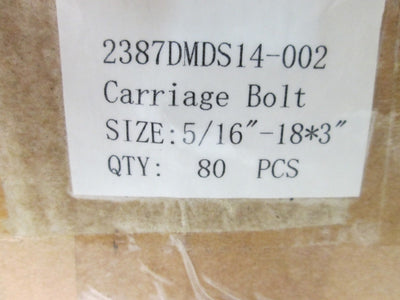 2387DMDS14-002
Carriage Bolt
SIZE:5/16"-18*3"
QTY: 80 PCS